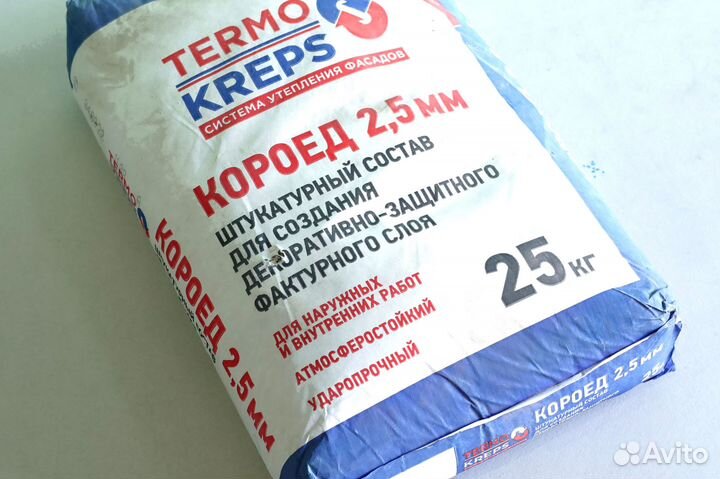 TERMO
KREPS
СИСТЕМА УТЕПЛЕНИЯ ФАСАДОВ
КОРОЕД 2,5 мм
ШТУКАТУРНЫЙ СОСТАВ
ДЛЯ СОЗДАНИЯ
ДЕКОРАТИВНО-ЗАЩИТНОГО
ФАКТУРНОГО СЛОЯ
25 кг
ДЛЯ НАРУЖНЫХ
И ВНУТРЕННИХ РАБОТ
АТМОСФЕРОСТОЙКИЙ
УДАРОПРОЧНЫЙ
TERMO
КОРОЕД 2,5 мм
TERMO
KREPS
КОРОЕД 2,5 мм
ШТУКАТУРНЫЙ СОСТАВ
Avito